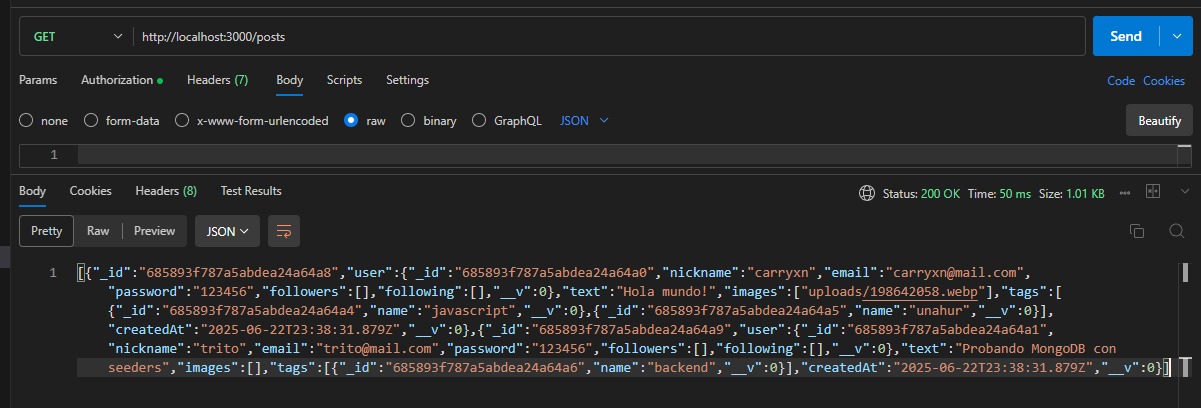 GET http://localhost:3000/posts Send
Params Authorization Headers (7) Body Scripts Settings Code Cookies
none form-data x-www-form-urlencoded raw binary GraphQL JSON Beautify
1
Body Cookies Headers (8) Test Results Status: 200 OK Time: 50 ms Size: 1.01 KB
Pretty Raw Preview JSON
1 [{"_id":"685893f787a5abdea24a64a8","user":{"_id":"685893f787a5abdea24a64a0","nickname":"carryxn","email":"carryxn@mail.com",
"password":"123456","followers":[],"following":[],"__v":0},"text":"Hola mundo!","images":["uploads/198642058.webp"],"tags":[
{"_id":"685893f787a5abdea24a64a4","name":"javascript","__v":0},{"_id":"685893f787a5abdea24a64a5","name":"unahur","__v":0}],
"createdAt":"2025-06-22T23:38:31.879Z","__v":0},{"_id":"685893f787a5abdea24a64a9","user":{"_id":"685893f787a5abdea24a64a1",
"nickname":"trito","email":"trito@mail.com","password":"123456","followers":[],"following":[],"__v":0},"text":"Probando MongoDB con
seeders","images":[],"tags":[{"_id":"685893f787a5abdea24a64a6","name":"backend","__v":0}],"createdAt":"2025-06-22T23:38:31.879Z","__v":0}]